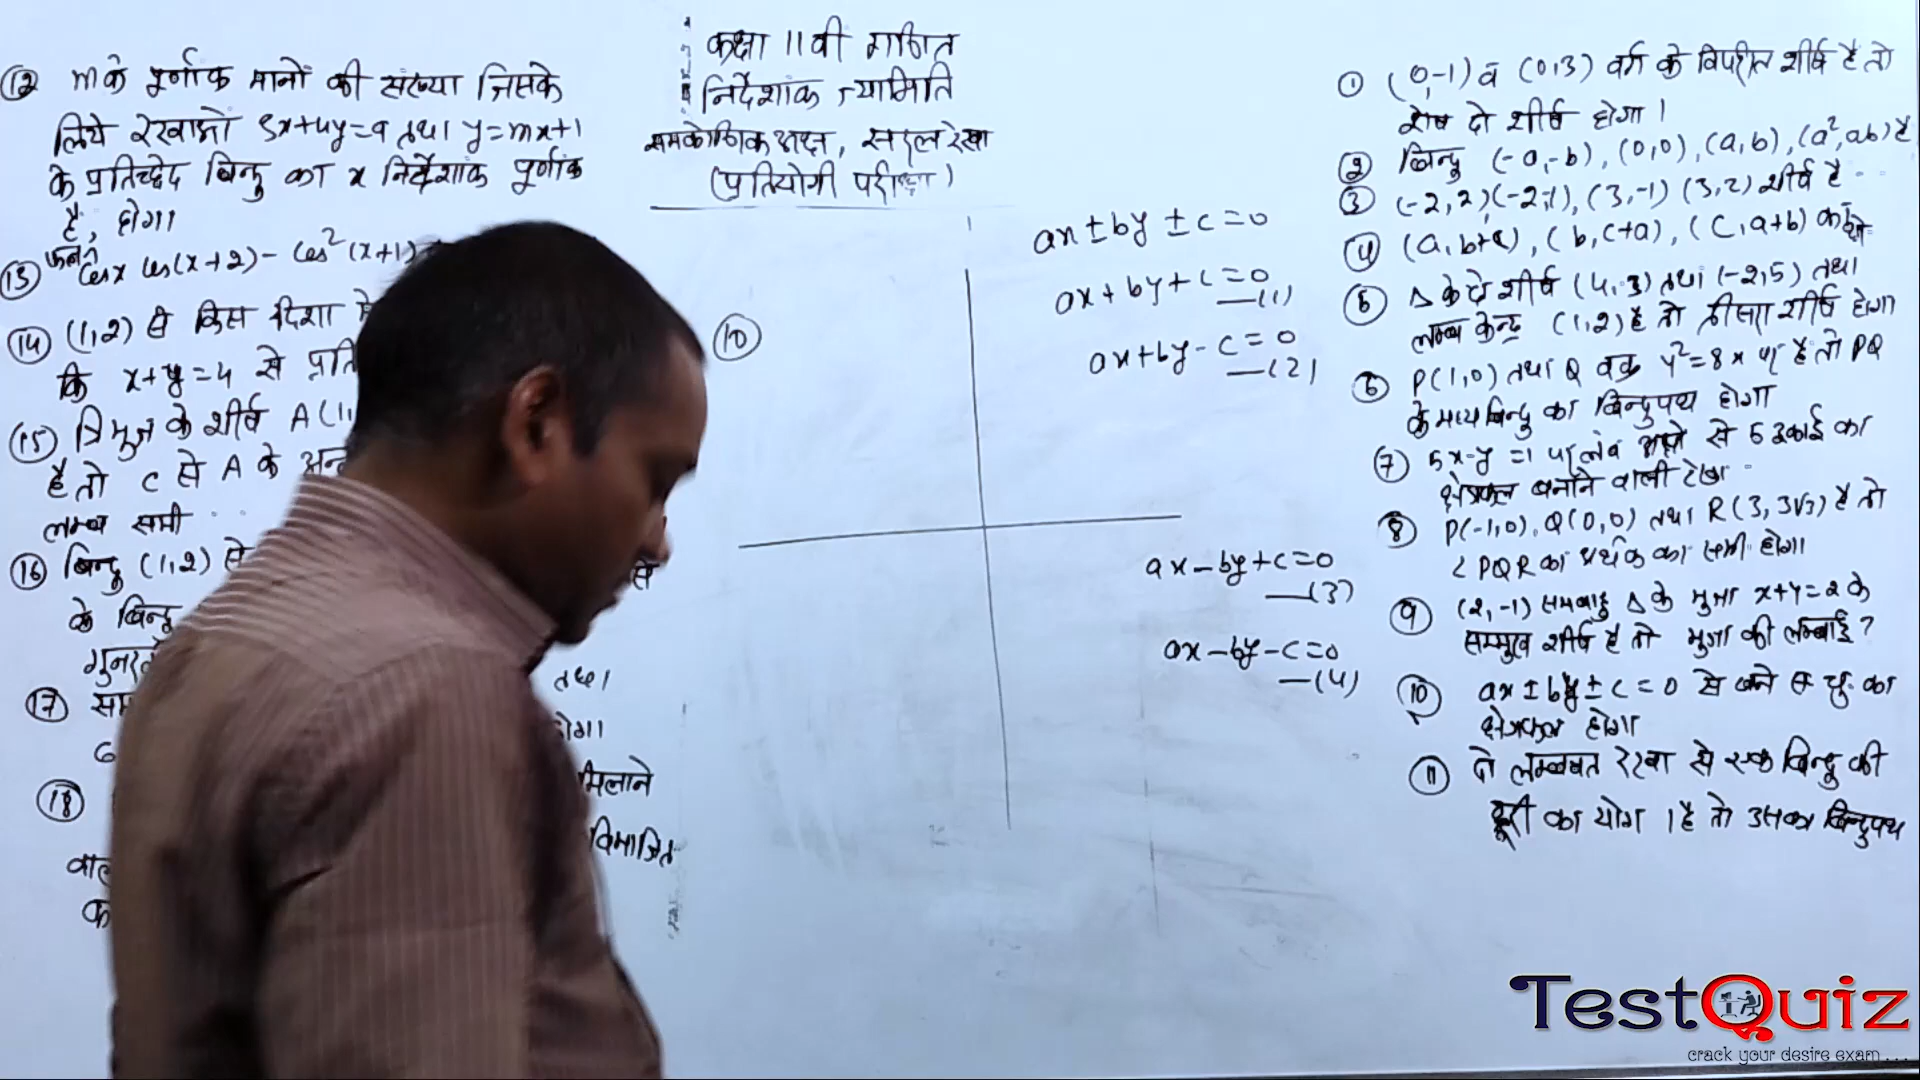 कक्षा 11वी गणित
निर्देशांक ज्यामिति
समकोणिक अक्ष, सरल रेखा
(प्रतियोगी परीक्षा)
(12) m के पूर्णांक मानों की संख्या जिसके
लिये रेखाओं 3x+4y=9 तथा y=mx+1
के प्रतिच्छेद बिन्दु का x निर्देशांक पूर्णांक
है, होगा
(13) फलन cosx cos(x+2) - cos²(x+1)
(14) (1,2) से किस दिशा
कि x+y=4 से
(15) त्रिभुज के शीर्ष A(1,
है तो C से A के
लम्ब समी
(16) बिन्दु (1,2) से
के बिन्दु
(17)
तथा
होगा
(18)
मिलाने
विभाजित
(10)
ax±by±c=0
ax+by+c=0
—(1)
ax+by-c=0
—(2)
ax-by+c=0
—(3)
ax-by-c=0
—(4)
(1) (0,-1) व (0,3) वर्ग के विपरीत शीर्ष है तो
शेष दो शीर्ष होगा।
(2) बिन्दु (-a,-b), (0,0), (a,b), (a²,ab) है
(3) (-2,2)(-2,-1), (3,-1) (3,2) शीर्ष है
(4) (a,b+c), (b,c+a), (c,a+b) का
(5) Δ के दो शीर्ष (4,3) तथा (-2,5) तथा
लम्ब केन्द्र (1,2) है तो तीसरा शीर्ष होगा
(6) P(1,0) तथा Q वक्र y²=8x पर है तो PQ
के मध्य बिन्दु का बिन्दुपथ होगा
(7) 5x-y=1 पर लंब अक्षो से 5 इकाई का
क्षेत्रफल बनाने वाली रेखा
(8) P(-1,0), Q(0,0) तथा R(3,3√3) है तो
∠PQR का अर्धक का समी. होगा
(9) (2,-1) समबाहु Δ के भुजा x+y=2 के
सम्मुख शीर्ष है तो भुजा की लम्बाई?
(10) ax±by±c=0 से बने चतु. का
क्षेत्रफल होगा
(11) दो लम्बवत रेखा से एक बिन्दु की
दूरी का योग 1 है तो उसका बिन्दुपथ
TestQuiz
crack your desire exam ...